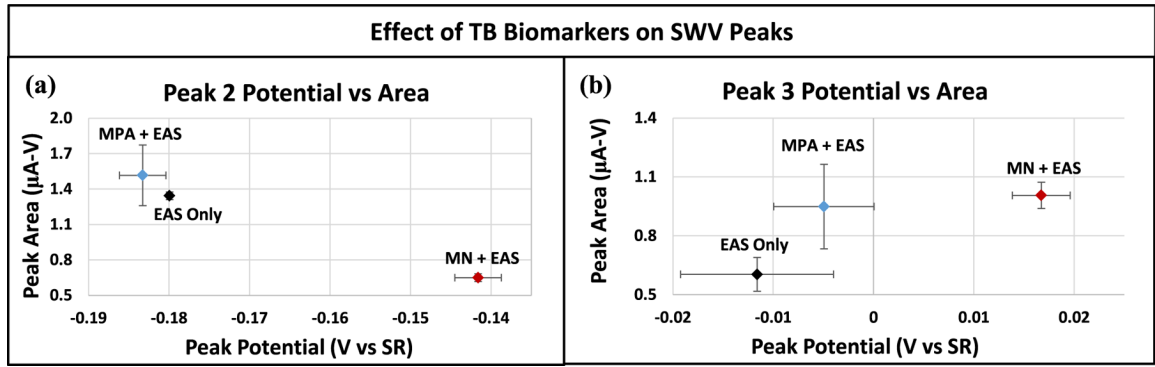 Effect of TB Biomarkers on SWV Peaks
(a)
Peak 2 Potential vs Area
Peak Area (μA-V)
2.0
1.7
1.4
1.1
0.8
0.5
MPA + EAS
EAS Only
MN + EAS
-0.19
-0.18
-0.17
-0.16
-0.15
-0.14
Peak Potential (V vs SR)
(b)
Peak 3 Potential vs Area
Peak Area (μA-V)
1.4
1.1
0.8
0.5
MPA + EAS
MN + EAS
EAS Only
-0.02
-0.01
0
0.01
0.02
Peak Potential (V vs SR)